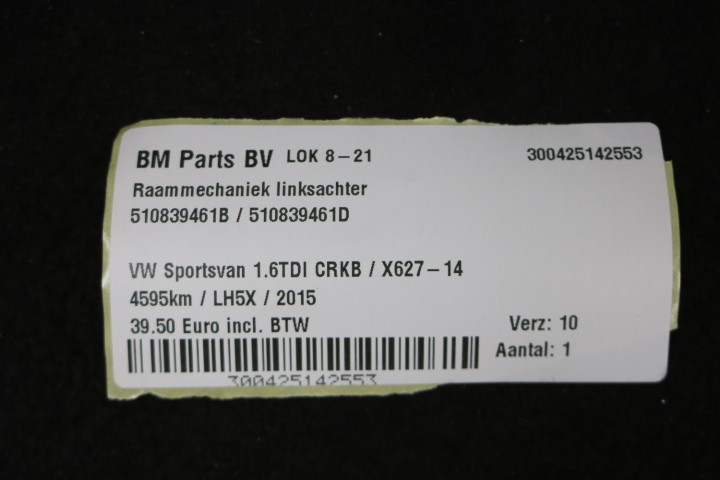 BM Parts BV LOK 8-21 300425142553
Raammechaniek linksachter
510839461B / 510839461D
VW Sportsvan 1.6TDI CRKB / X627-14
4595km / LH5X / 2015
39.50 Euro incl. BTW Verz: 10
Aantal: 1
300425142553